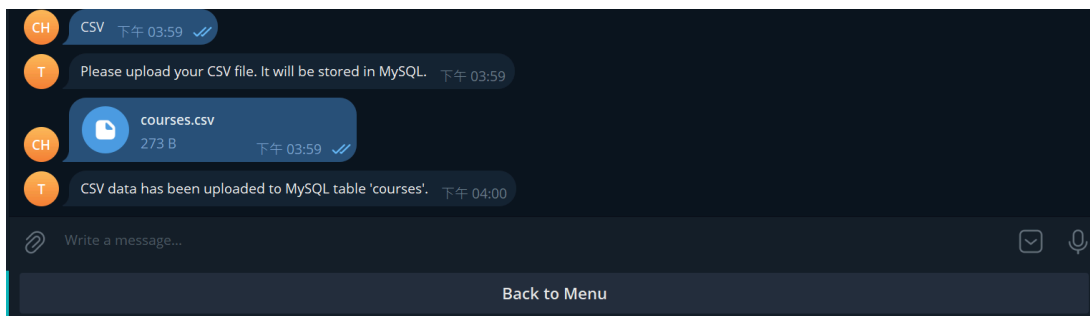 CH
CSV 下午 03:59
T
Please upload your CSV file. It will be stored in MySQL. 下午 03:59
courses.csv
CH
273 B 下午 03:59
T
CSV data has been uploaded to MySQL table 'courses'. 下午 04:00
Write a message...
Back to Menu